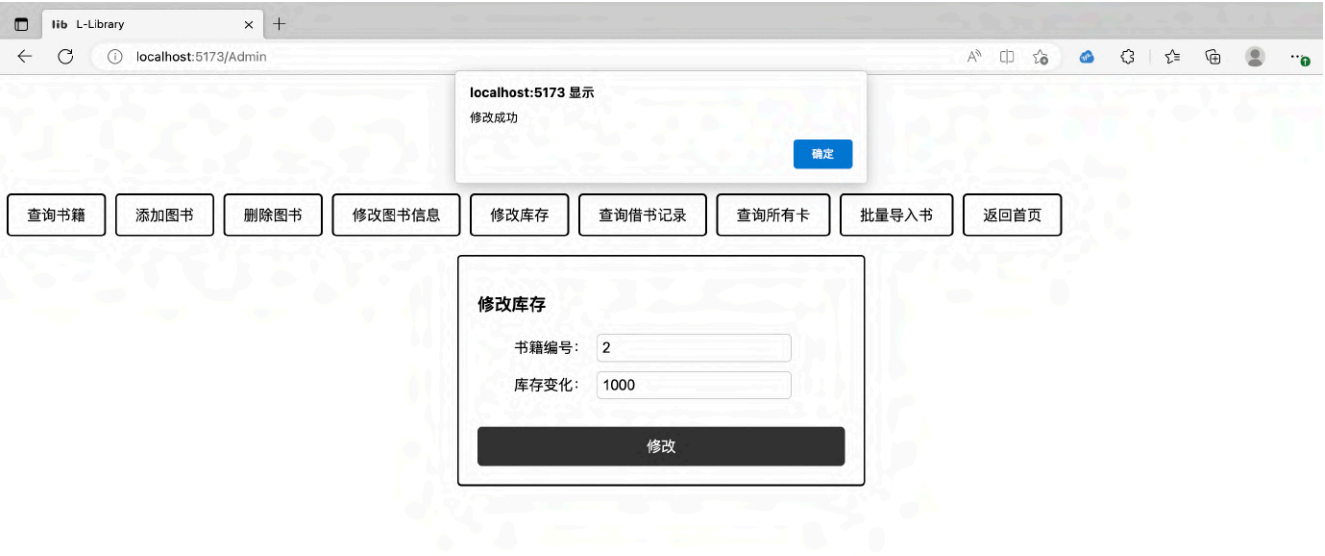 lib L-Library
localhost:5173/Admin
localhost:5173 显示
修改成功
确定
查询书籍 添加图书 删除图书 修改图书信息 修改库存 查询借书记录 查询所有卡 批量导入书 返回首页
修改库存
书籍编号： 2
库存变化： 1000
修改